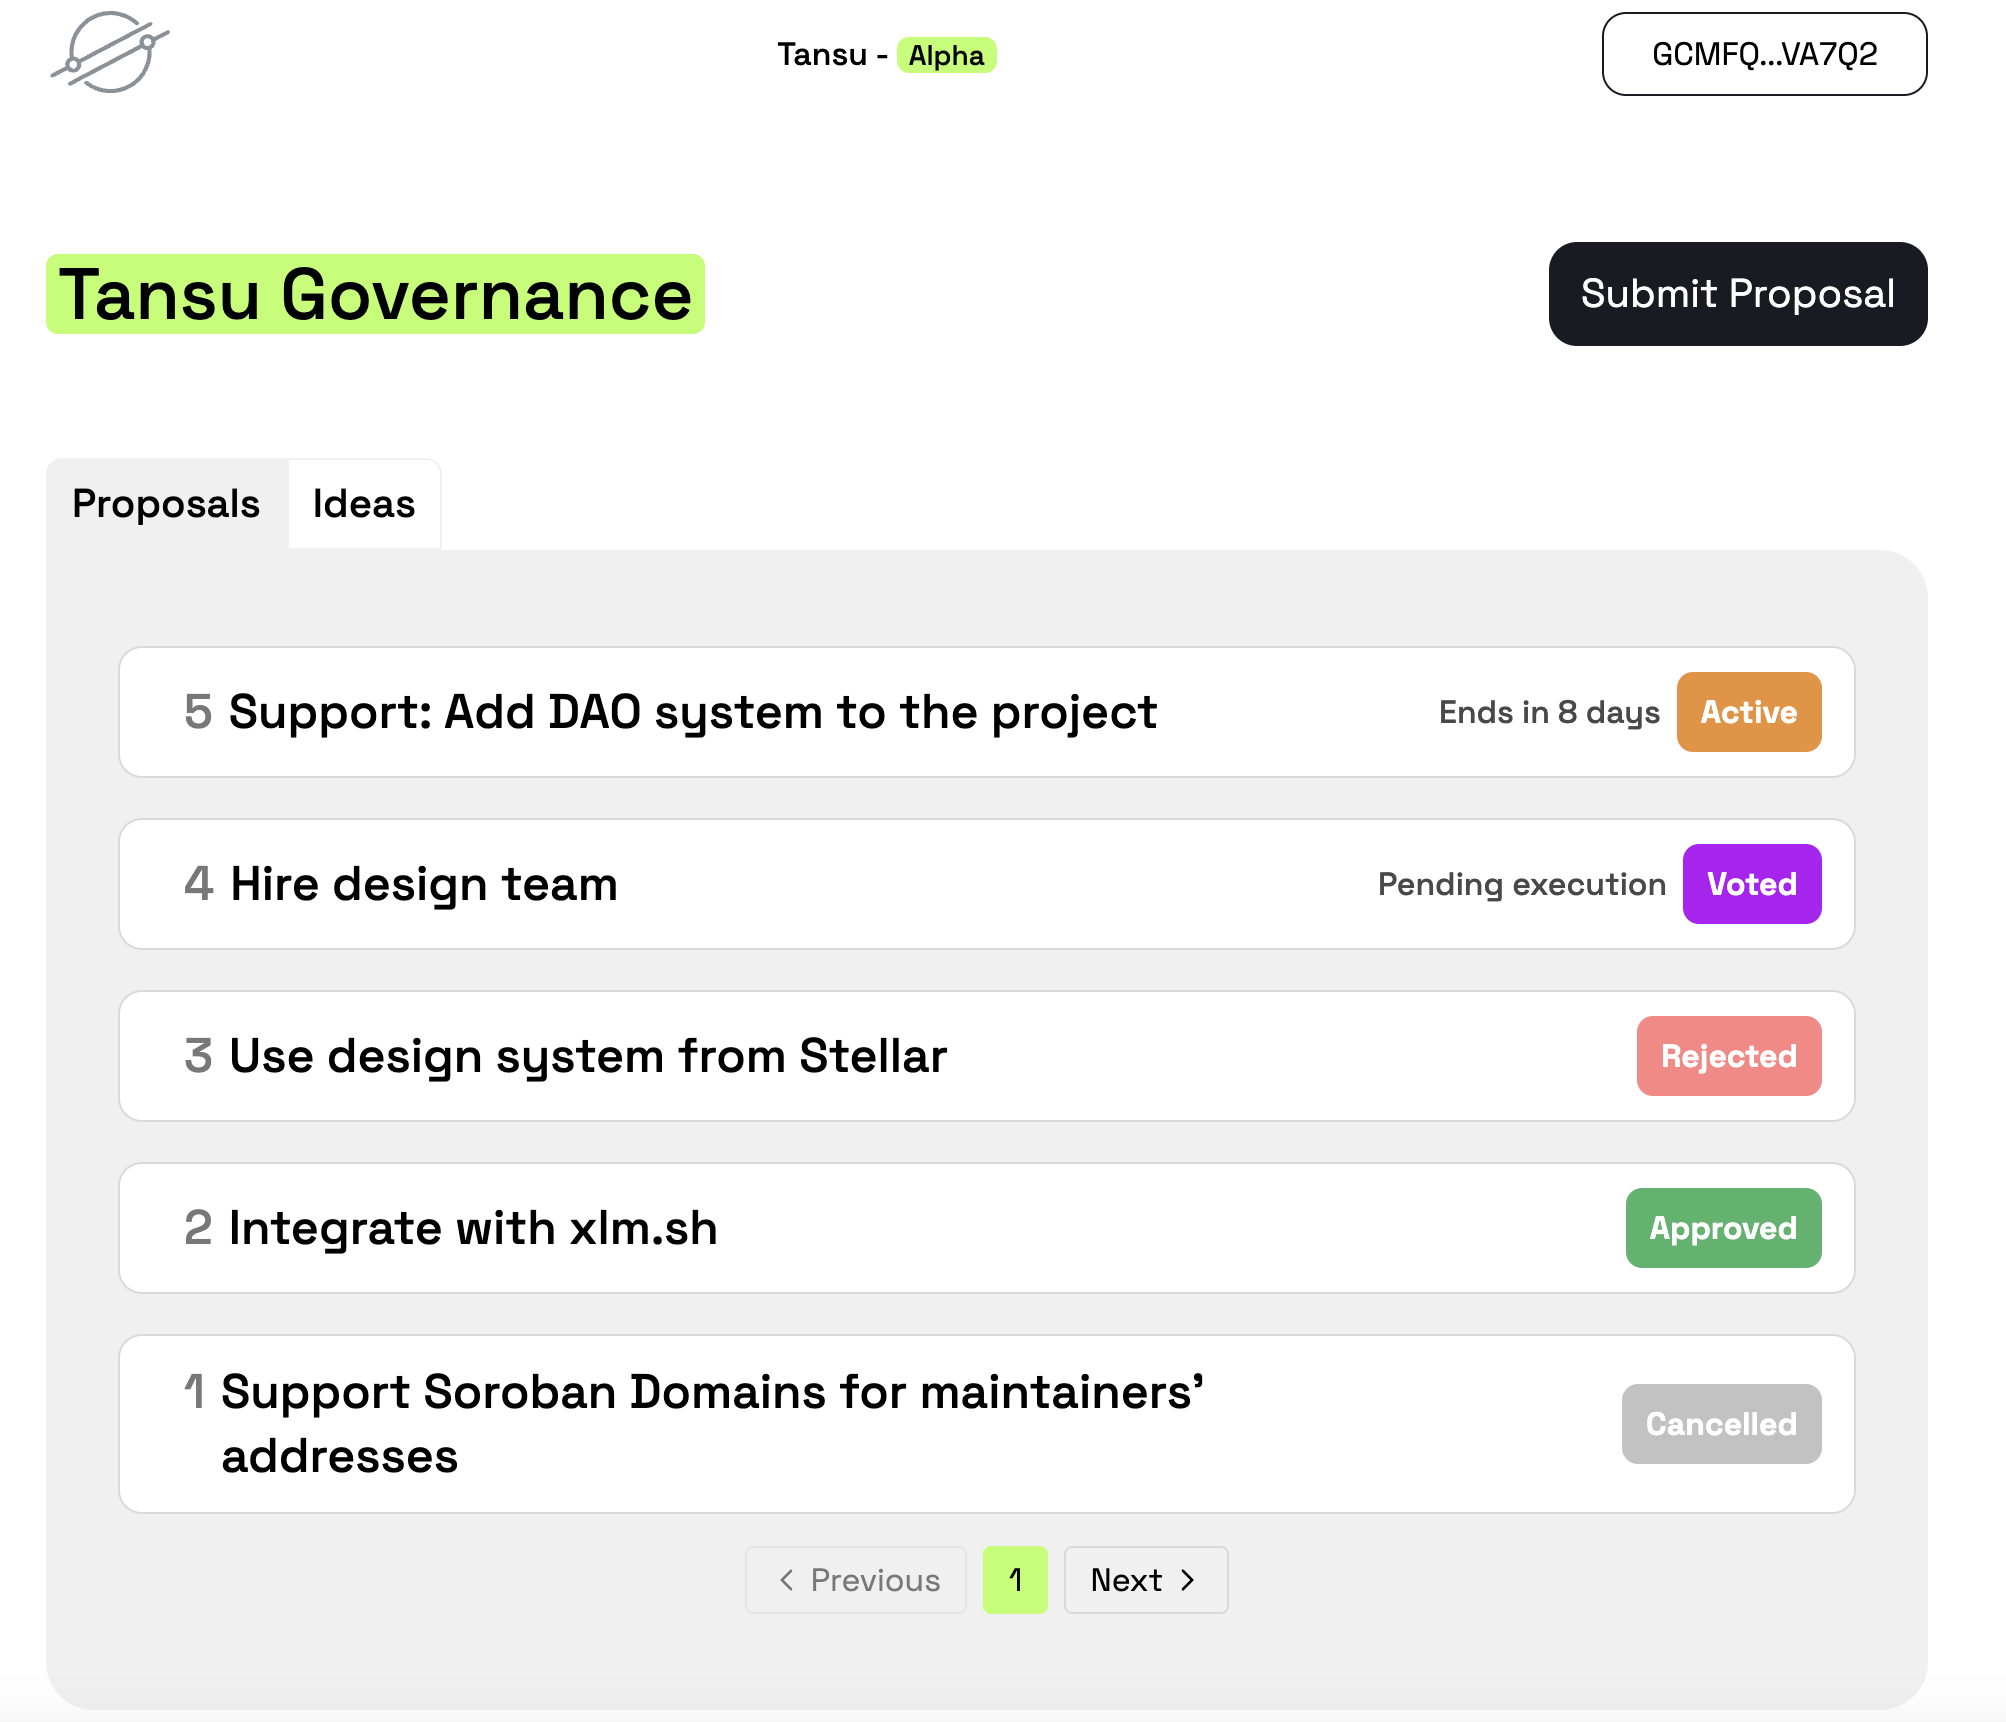 Tansu - Alpha
GCMFQ...VA7Q2
Tansu Governance
Submit Proposal
Proposals
Ideas
5 Support: Add DAO system to the project
Ends in 8 days
Active
4 Hire design team
Pending execution
Voted
3 Use design system from Stellar
Rejected
2 Integrate with xlm.sh
Approved
1 Support Soroban Domains for maintainers'
addresses
Cancelled
Previous
1
Next